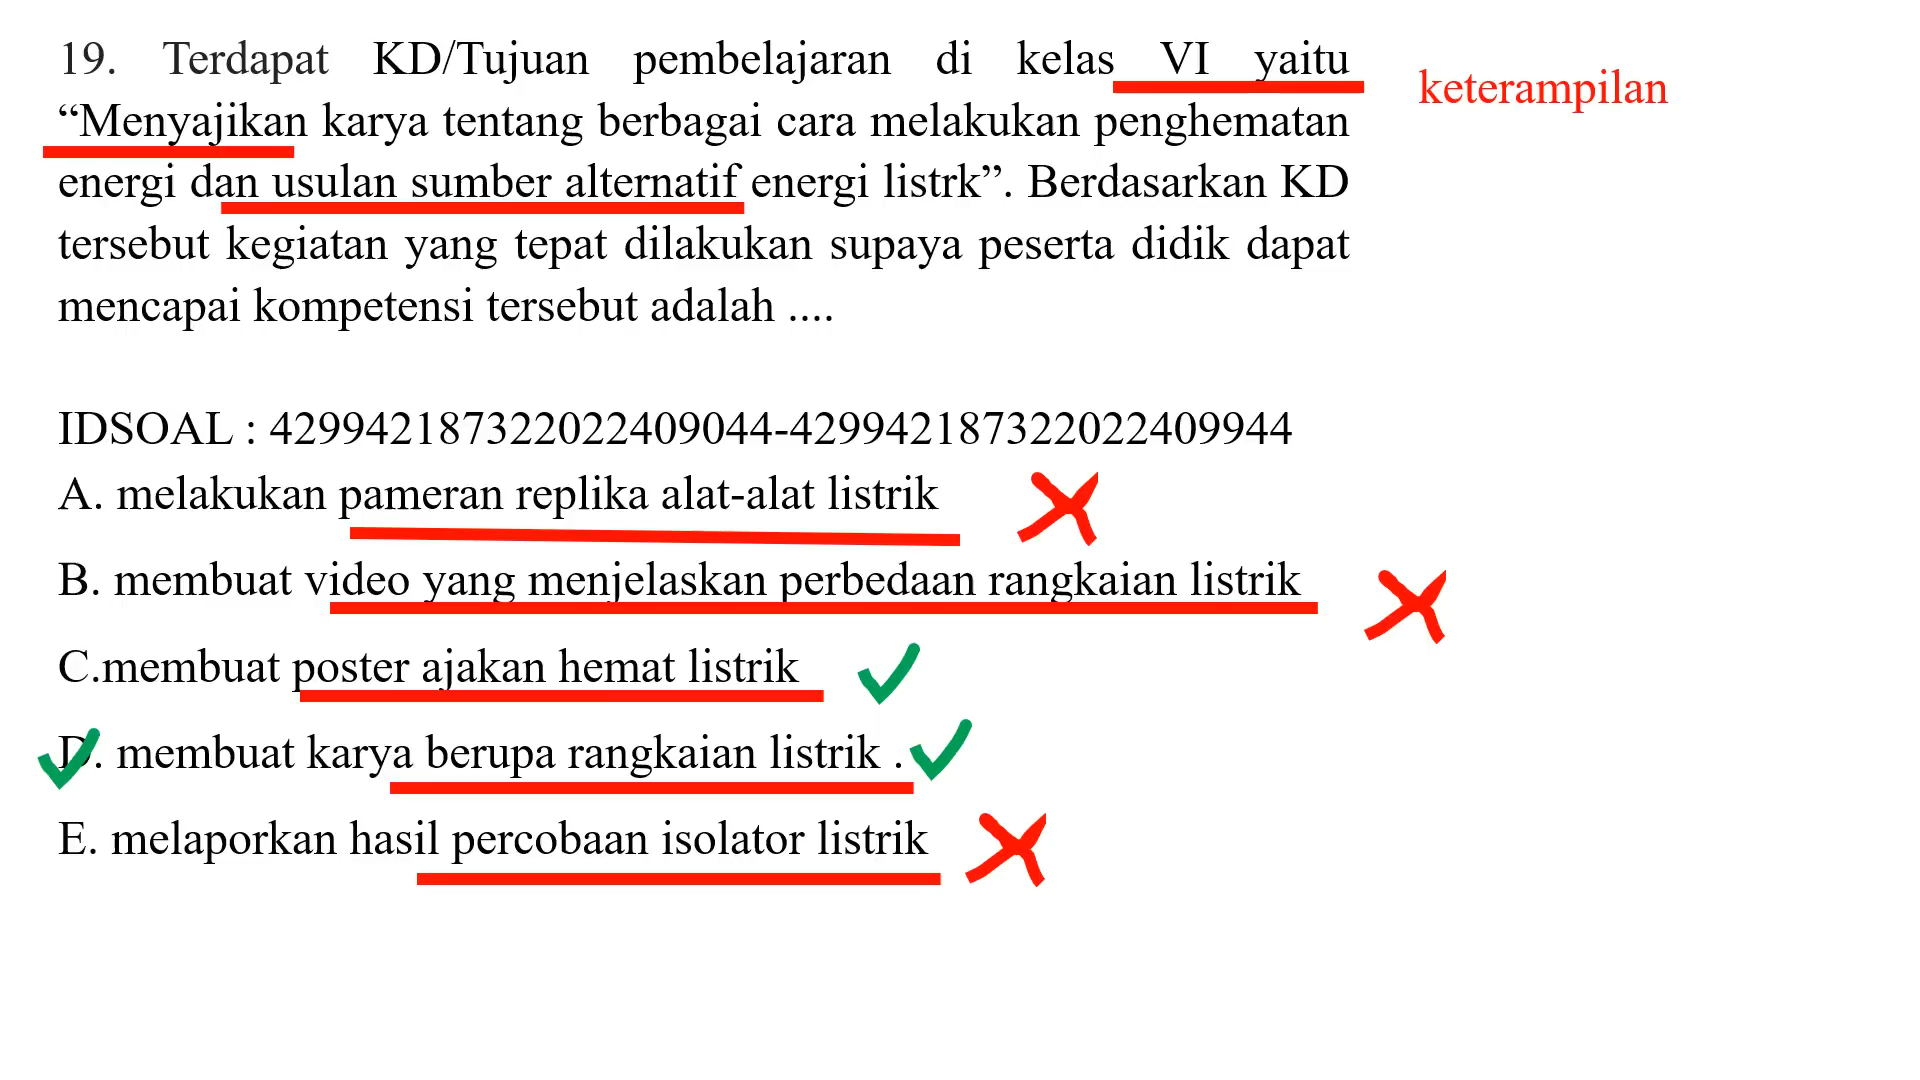 19. Terdapat KD/Tujuan pembelajaran di kelas VI yaitu
keterampilan
“Menyajikan karya tentang berbagai cara melakukan penghematan
energi dan usulan sumber alternatif energi listrk”. Berdasarkan KD
tersebut kegiatan yang tepat dilakukan supaya peserta didik dapat
mencapai kompetensi tersebut adalah ....
IDSOAL : 429942187322022409044-429942187322022409944
A. melakukan pameran replika alat-alat listrik
B. membuat video yang menjelaskan perbedaan rangkaian listrik
C.membuat poster ajakan hemat listrik
D. membuat karya berupa rangkaian listrik .
E. melaporkan hasil percobaan isolator listrik